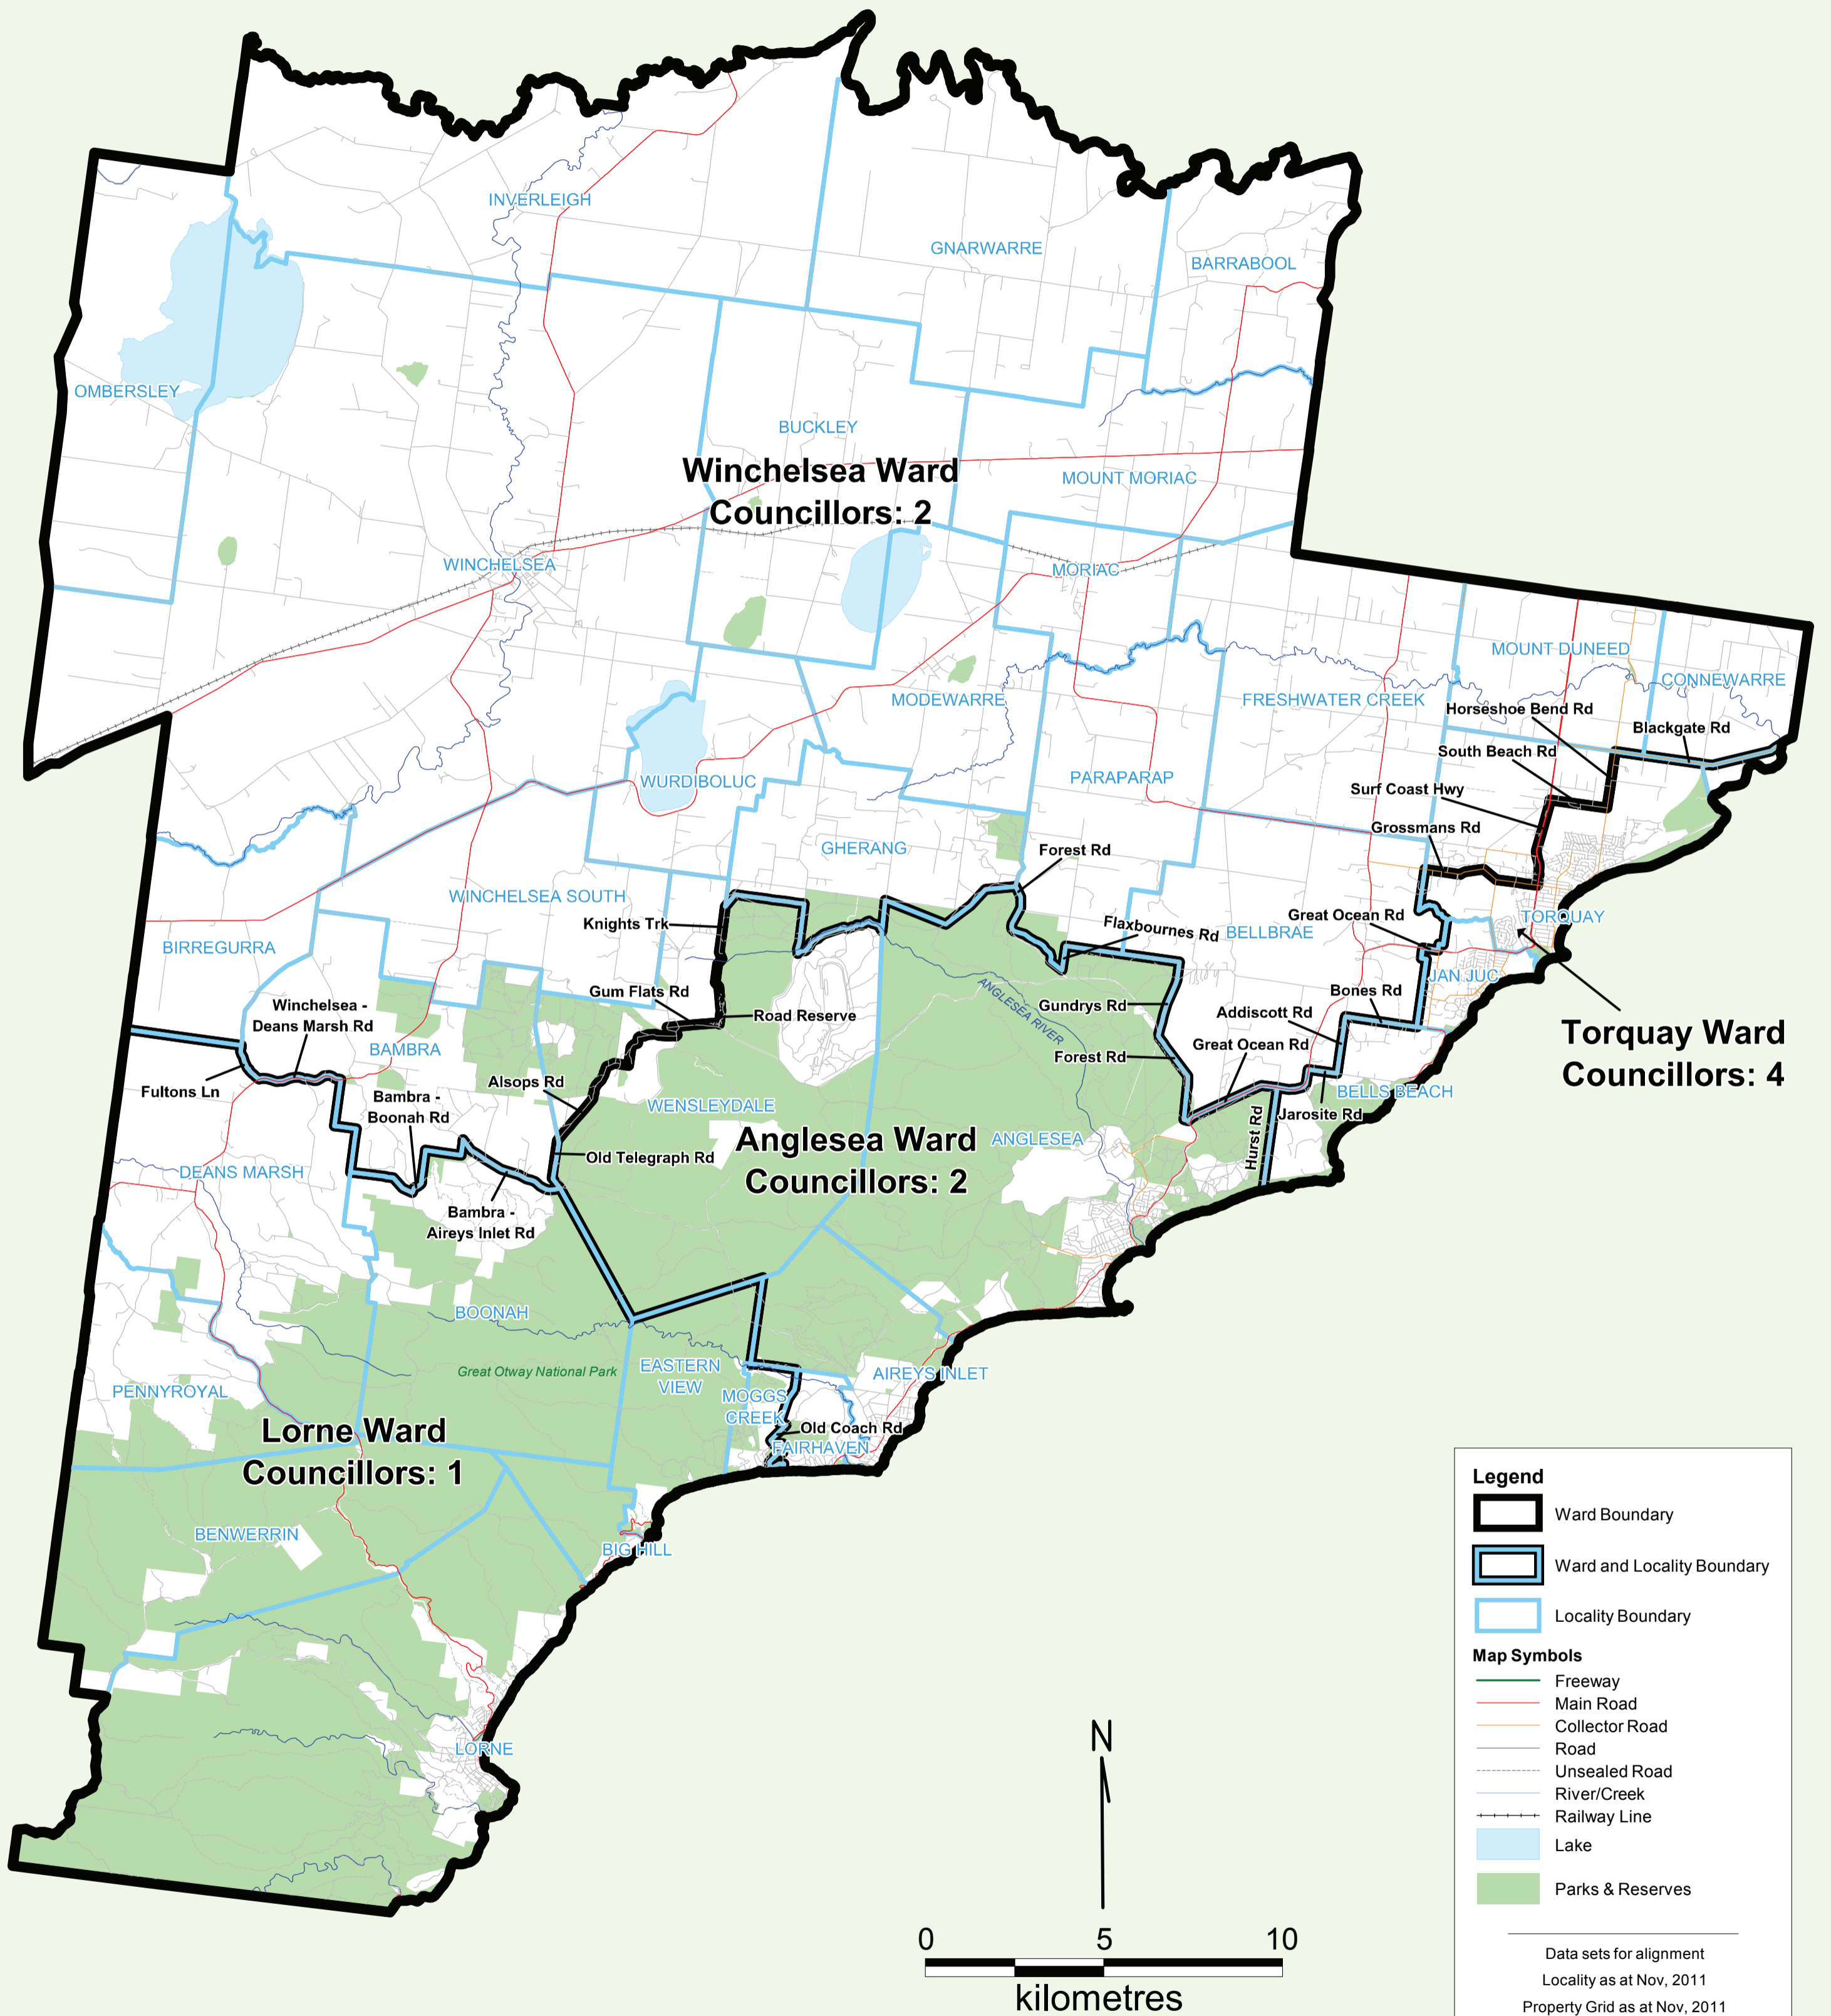 INVERLEIGH
GNARWARRE
BARRABOOL
OMBERSLEY
BUCKLEY
Winchelsea Ward
Councillors: 2
MOUNT MORIAC
WINCHELSEA
MORIAC
MOUNT DUNEED
CONNEWARRE
MODEWARRE
FRESHWATER CREEK
Horseshoe Bend Rd
Blackgate Rd
South Beach Rd
WURDIBOLUC
PARAPARAP
Surf Coast Hwy
Grossmans Rd
GHERANG
Forest Rd
WINCHELSEA SOUTH
Knights Trk
Great Ocean Rd
TORQUAY
Flaxbournes Rd
BELLBRAE
BIRREGURRA
JAN JUC
Gum Flats Rd
ANGLESEA RIVER
Bones Rd
Winchelsea -
Deans Marsh Rd
Road Reserve
Gundrys Rd
Addiscott Rd
Torquay Ward
Councillors: 4
BAMBRA
Great Ocean Rd
Forest Rd
Fultons Ln
Alsops Rd
BELLS BEACH
Bambra -
Boonah Rd
WENSLEYDALE
Jarosite Rd
Hurst Rd
Anglesea Ward
Councillors: 2
ANGLESEA
Old Telegraph Rd
DEANS MARSH
Bambra -
Aireys Inlet Rd
BOONAH
Great Otway National Park
EASTERN
VIEW
AIREYS INLET
PENNYROYAL
MOGGS
CREEK
Old Coach Rd
FAIRHAVEN
Lorne Ward
Councillors: 1
BENWERRIN
BIG HILL
LORNE
N
0 5 10
kilometres
Legend
Ward Boundary
Ward and Locality Boundary
Locality Boundary
Map Symbols
Freeway
Main Road
Collector Road
Road
Unsealed Road
River/Creek
Railway Line
Lake
Parks & Reserves
Data sets for alignment
Locality as at Nov, 2011
Property Grid as at Nov, 2011